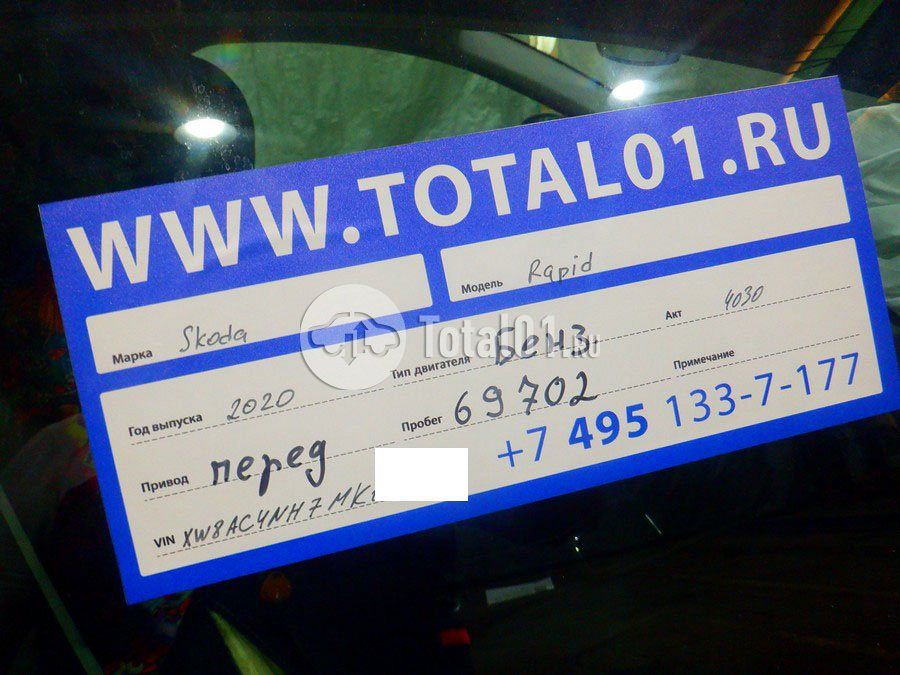 WWW.TOTAL01.RU
Марка Skoda Модель Rapid
Год выпуска 2020 Тип двигателя Бенз Акт 4030
Привод перед Пробег 69702 Примечание
VIN XW8AC4NH7MK +7 495 133-7-177
Total01.RU